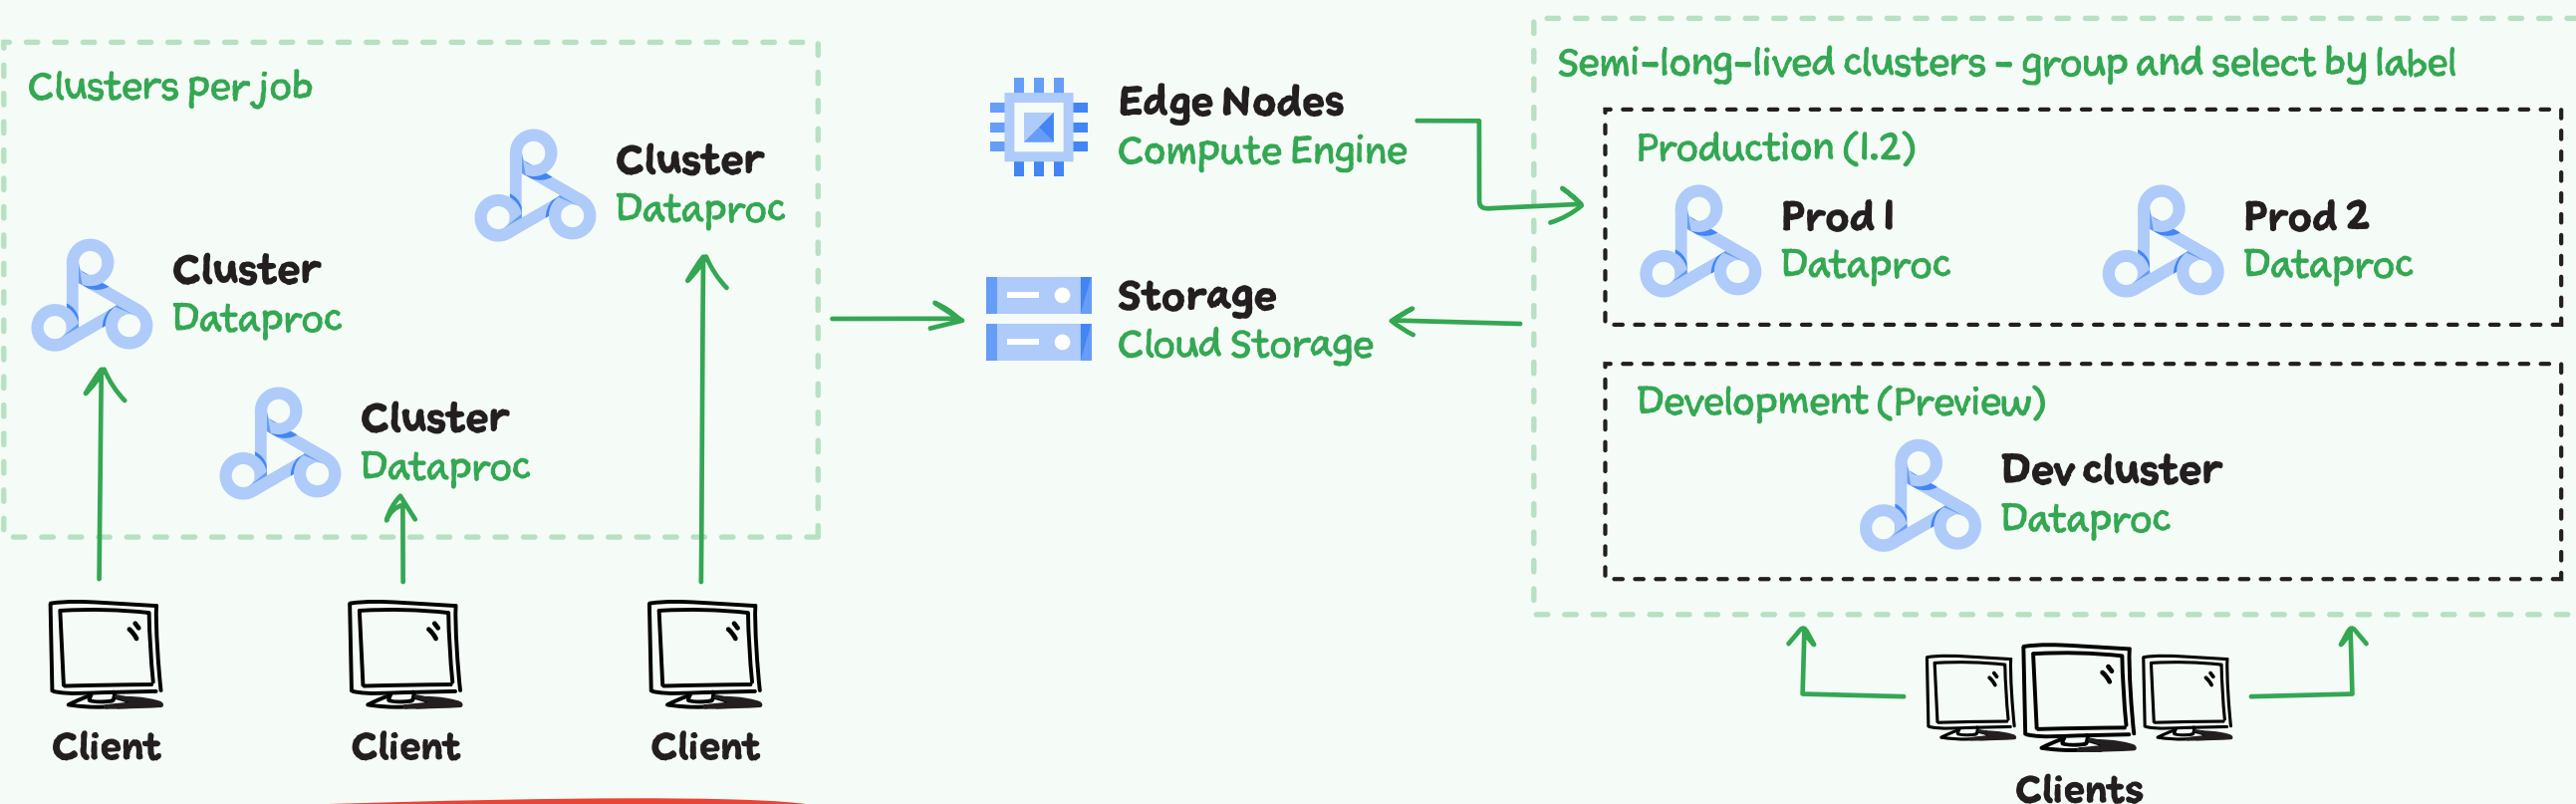 Clusters per job
Cluster
Dataproc
Cluster
Dataproc
Cluster
Dataproc
Client
Client
Client
Edge Nodes
Compute Engine
Storage
Cloud Storage
Semi-long-lived clusters - group and select by label
Production (1.2)
Prod 1
Dataproc
Prod 2
Dataproc
Development (Preview)
Dev cluster
Dataproc
Clients